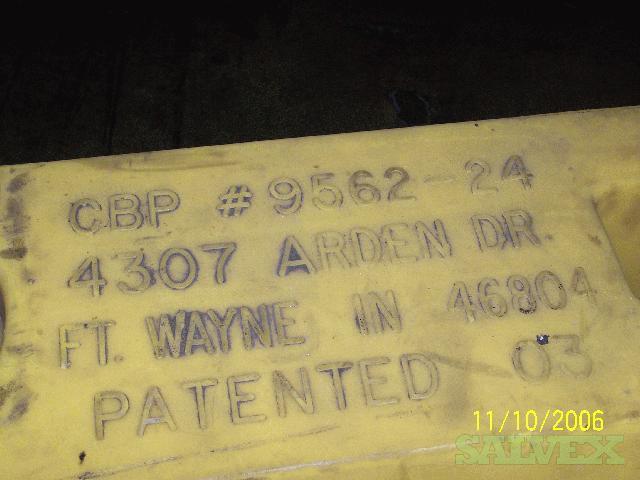 CBP #9562-24
4307 ARDEN DR.
FT. WAYNE IN 46804
PATENTED 03
11/10/2006
SALVEX